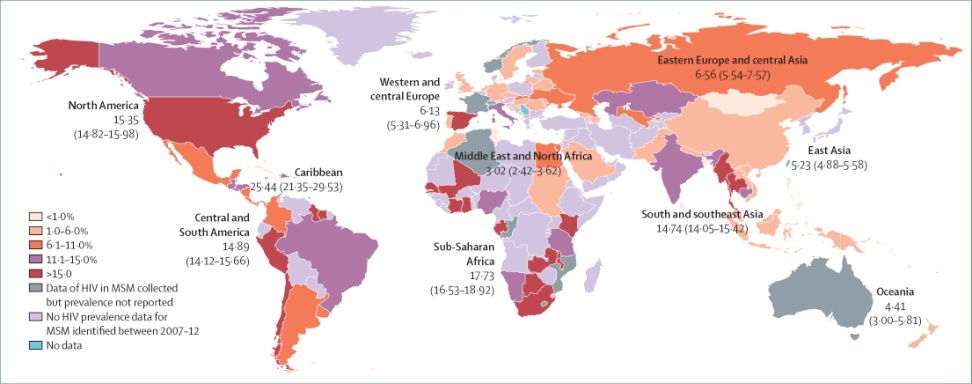 Eastern Europe and central Asia
6·56 (5·54–7·57)
Western and
central Europe
6·13
(5·31–6·96)
North America
15·35
(14·82–15·98)
East Asia
5·23 (4·88–5·58)
Middle East and North Africa
3·02 (2·42–3·62)
Caribbean
25·44 (21·35–29·53)
South and southeast Asia
14·74 (14·05–15·42)
Central and
South America
14·89
(14·12–15·66)
Sub-Saharan
Africa
17·73
(16·53–18·92)
Oceania
4·41
(3·00–5·81)
<1·0%
1·0–6·0%
6·1–11·0%
11·1–15·0%
>15·0
Data of HIV in MSM collected
but prevalence not reported
No HIV prevalence data for
MSM identified between 2007–12
No data